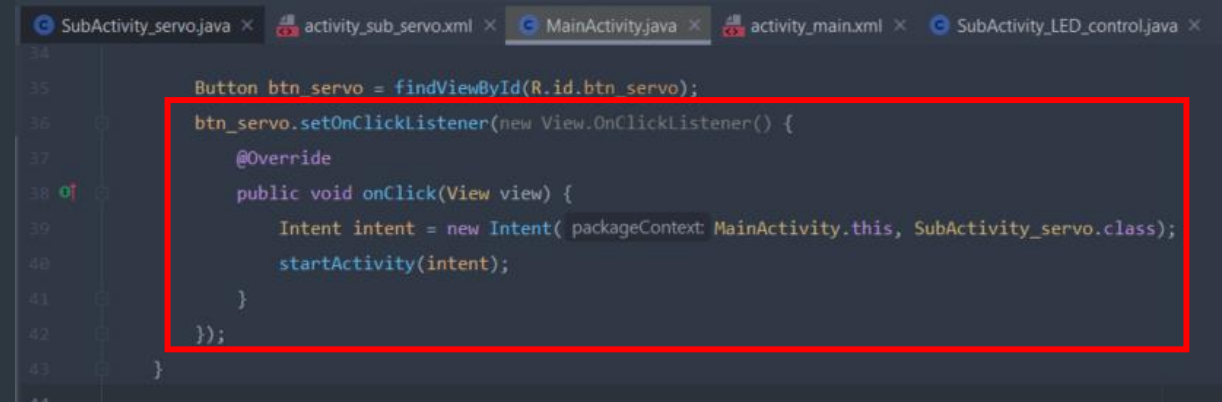 SubActivity_servo.java × activity_sub_servo.xml × MainActivity.java × activity_main.xml × SubActivity_LED_control.java ×
34
35 Button btn_servo = findViewById(R.id.btn_servo);
36 btn_servo.setOnClickListener(new View.OnClickListener() {
37 @Override
38 public void onClick(View view) {
39 Intent intent = new Intent( packageContext: MainActivity.this, SubActivity_servo.class);
40 startActivity(intent);
41 }
42 });
43 }
44